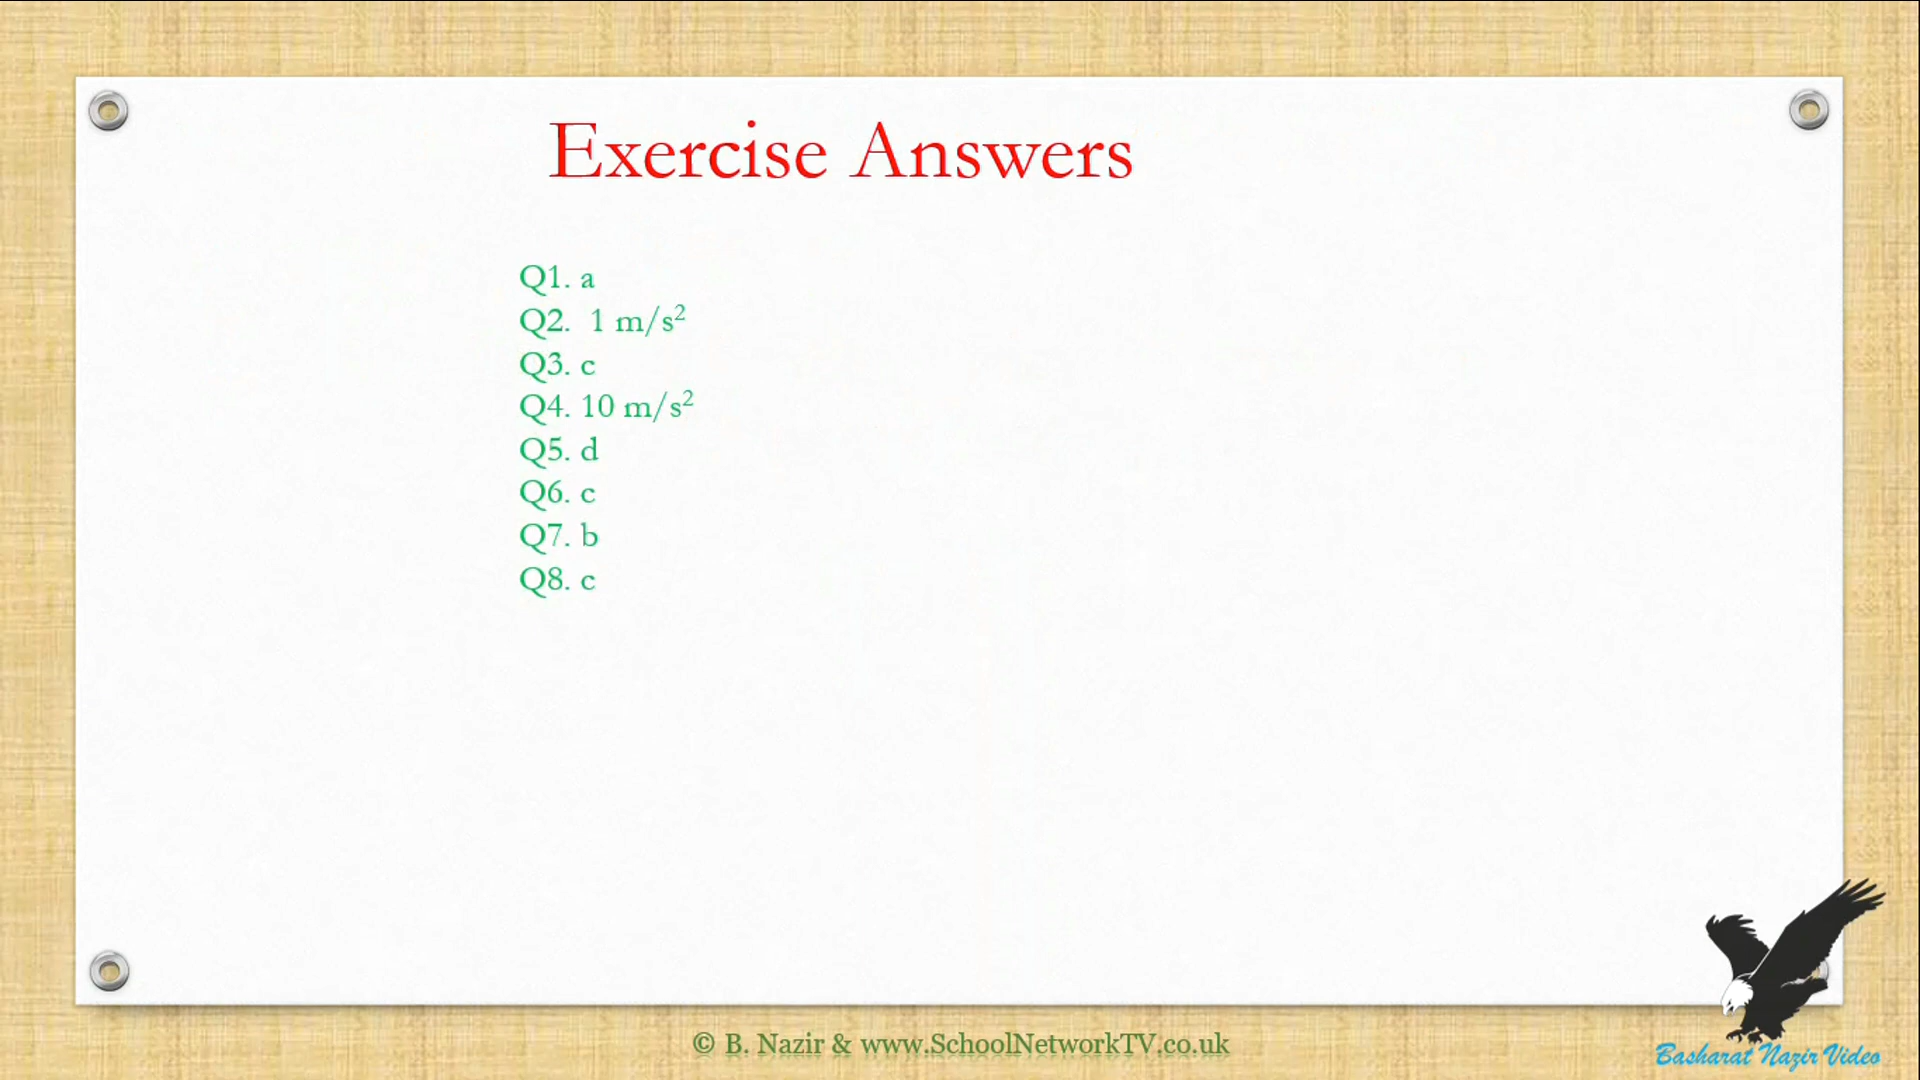 Exercise Answers
Q1. a
Q2. 1 m/s²
Q3. c
Q4. 10 m/s²
Q5. d
Q6. c
Q7. b
Q8. c
© B. Nazir & www.SchoolNetworkTV.co.uk
Basharat Nazir Video